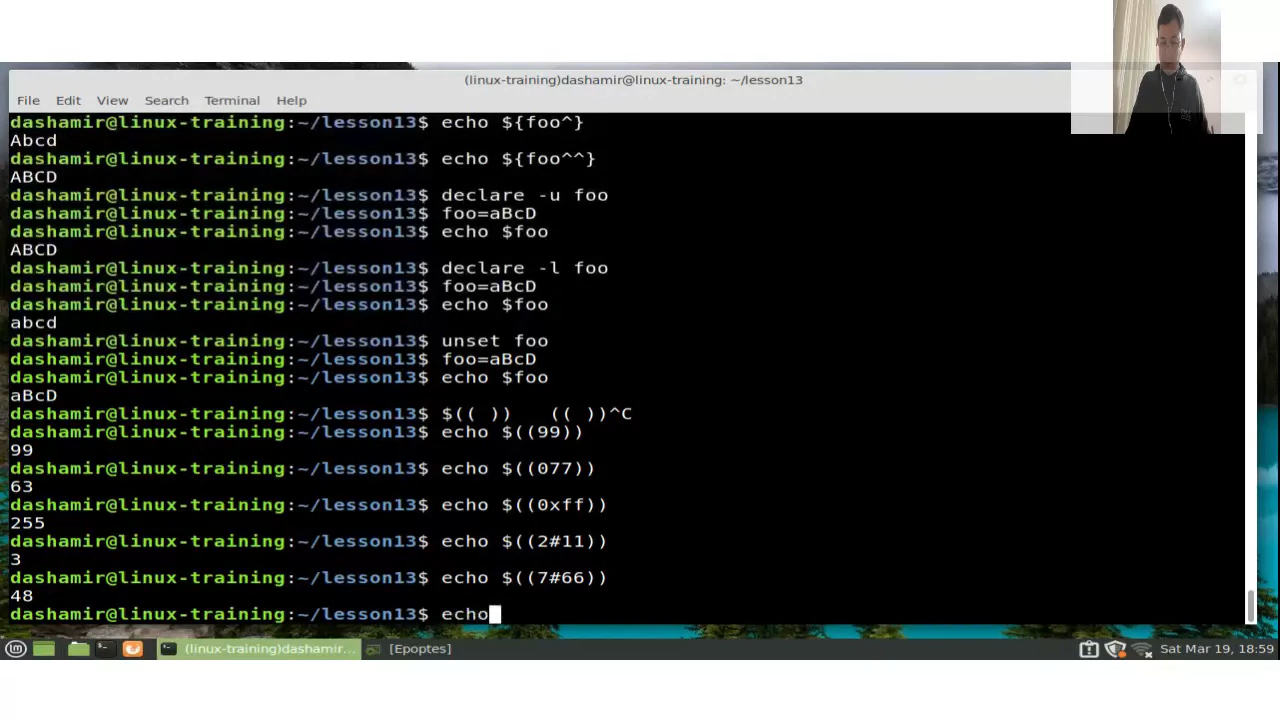 (linux-training)dashamir@linux-training: ~/lesson13
File Edit View Search Terminal Help
dashamir@linux-training:~/lesson13$ echo ${foo^}
Abcd
dashamir@linux-training:~/lesson13$ echo ${foo^^}
ABCD
dashamir@linux-training:~/lesson13$ declare -u foo
dashamir@linux-training:~/lesson13$ foo=aBcD
dashamir@linux-training:~/lesson13$ echo $foo
ABCD
dashamir@linux-training:~/lesson13$ declare -l foo
dashamir@linux-training:~/lesson13$ foo=aBcD
dashamir@linux-training:~/lesson13$ echo $foo
abcd
dashamir@linux-training:~/lesson13$ unset foo
dashamir@linux-training:~/lesson13$ foo=aBcD
dashamir@linux-training:~/lesson13$ echo $foo
aBcD
dashamir@linux-training:~/lesson13$ $(( ))   (( ))^C
dashamir@linux-training:~/lesson13$ echo $((99))
99
dashamir@linux-training:~/lesson13$ echo $((077))
63
dashamir@linux-training:~/lesson13$ echo $((0xff))
255
dashamir@linux-training:~/lesson13$ echo $((2#11))
3
dashamir@linux-training:~/lesson13$ echo $((7#66))
48
dashamir@linux-training:~/lesson13$ echo
(linux-training)dashamir... [Epoptes] Sat Mar 19, 18:59